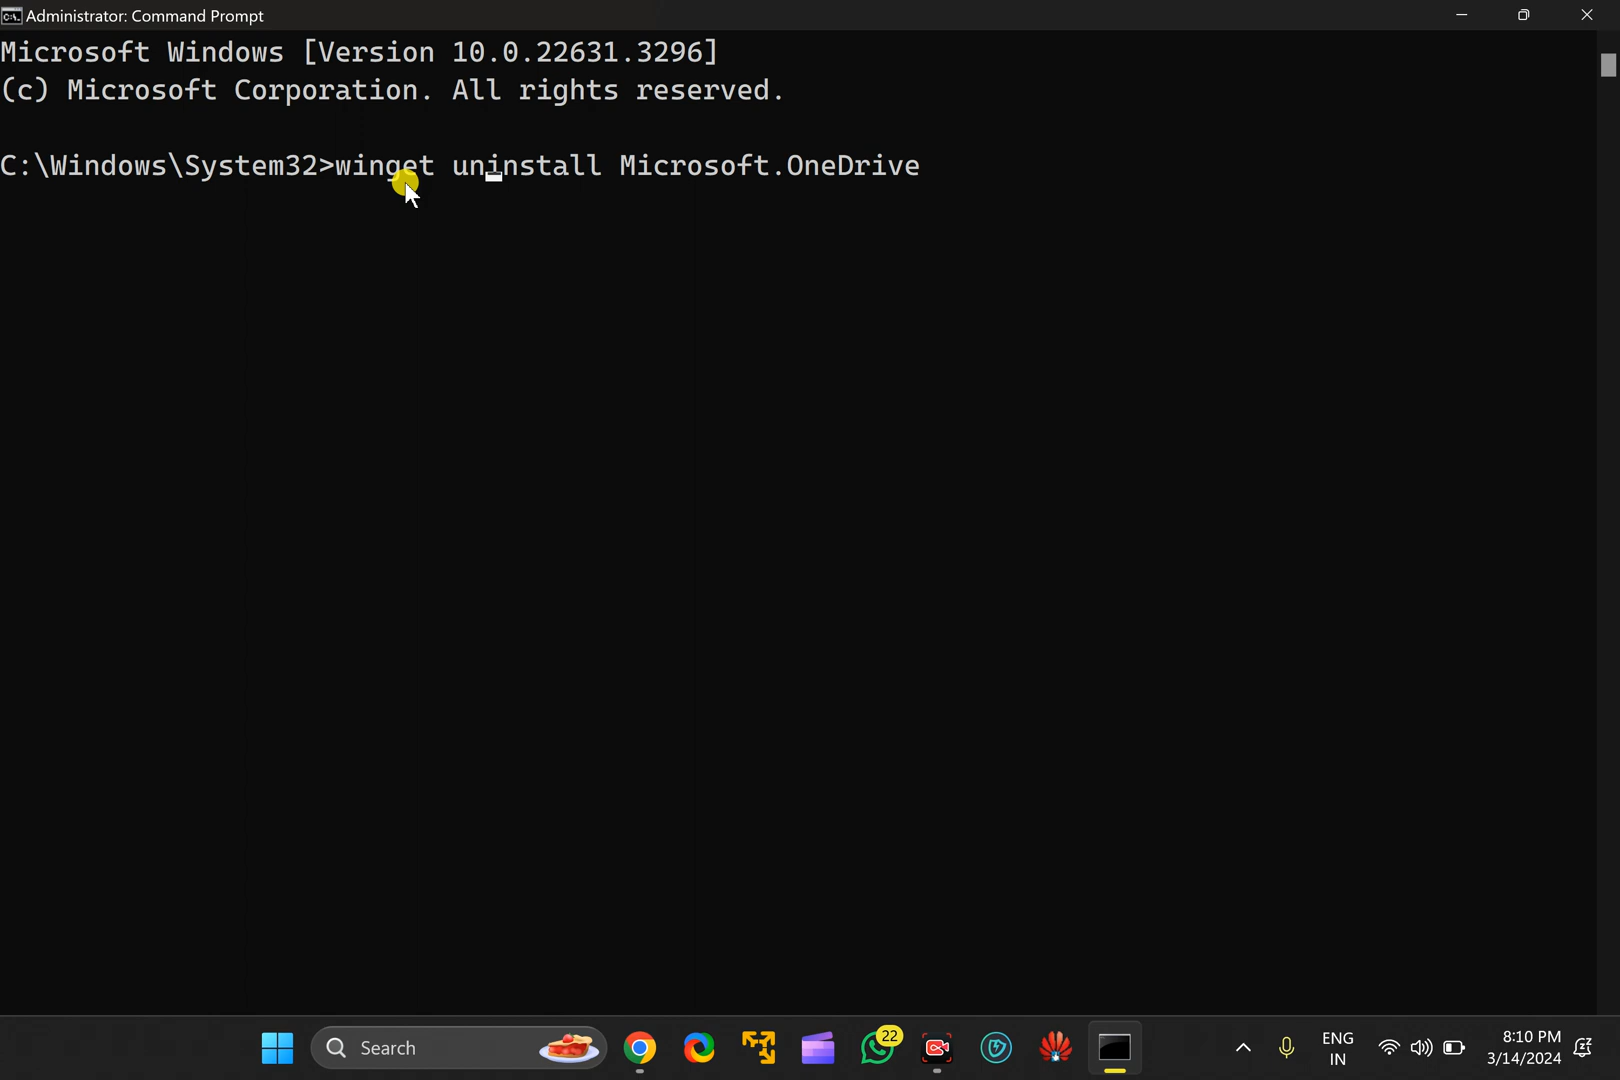 Administrator: Command Prompt
Microsoft Windows [Version 10.0.22631.3296]
(c) Microsoft Corporation. All rights reserved.
C:\Windows\System32>winget uninstall Microsoft.OneDrive
Search
22
ENG
IN
8:10 PM
3/14/2024